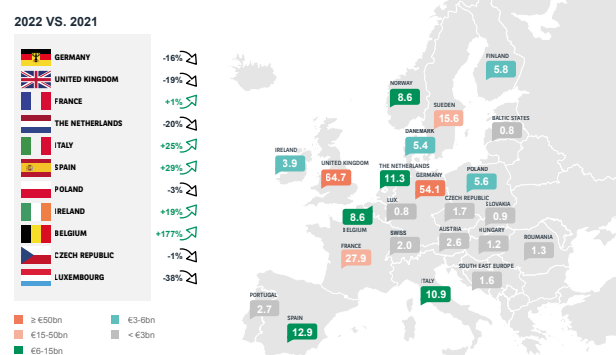 2022 VS. 2021
GERMANY -16%
UNITED KINGDOM -19%
FRANCE +1%
THE NETHERLANDS -20%
ITALY +25%
SPAIN +29%
POLAND -3%
IRELAND +19%
BELGIUM +177%
CZECH REPUBLIC -1%
LUXEMBOURG -38%
≥ €50bn
€3-6bn
€15-50bn
< €3bn
€6-15bn
FINLAND
5.8
NORWAY
8.6
SWEDEN
15.6
BALTIC STATES
0.8
DANEMARK
5.4
IRELAND
3.9
UNITED KINGDOM
64.7
THE NETHERLANDS
11.3
GERMANY
54.1
POLAND
5.6
LUX.
0.8
CZECH REPUBLIC
1.7
SLOVAKIA
0.9
8.6
BELGIUM
FRANCE
27.9
SWISS
2.0
AUSTRIA
2.6
HUNGARY
1.2
ROUMANIA
1.3
SOUTH EAST EUROPE
1.6
ITALY
10.9
PORTUGAL
2.7
SPAIN
12.9